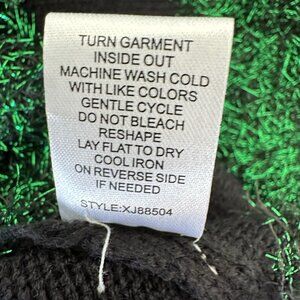 TURN GARMENT
INSIDE OUT
MACHINE WASH COLD
WITH LIKE COLORS
GENTLE CYCLE
DO NOT BLEACH
RESHAPE
LAY FLAT TO DRY
COOL IRON
ON REVERSE SIDE
IF NEEDED
STYLE:XJ88504